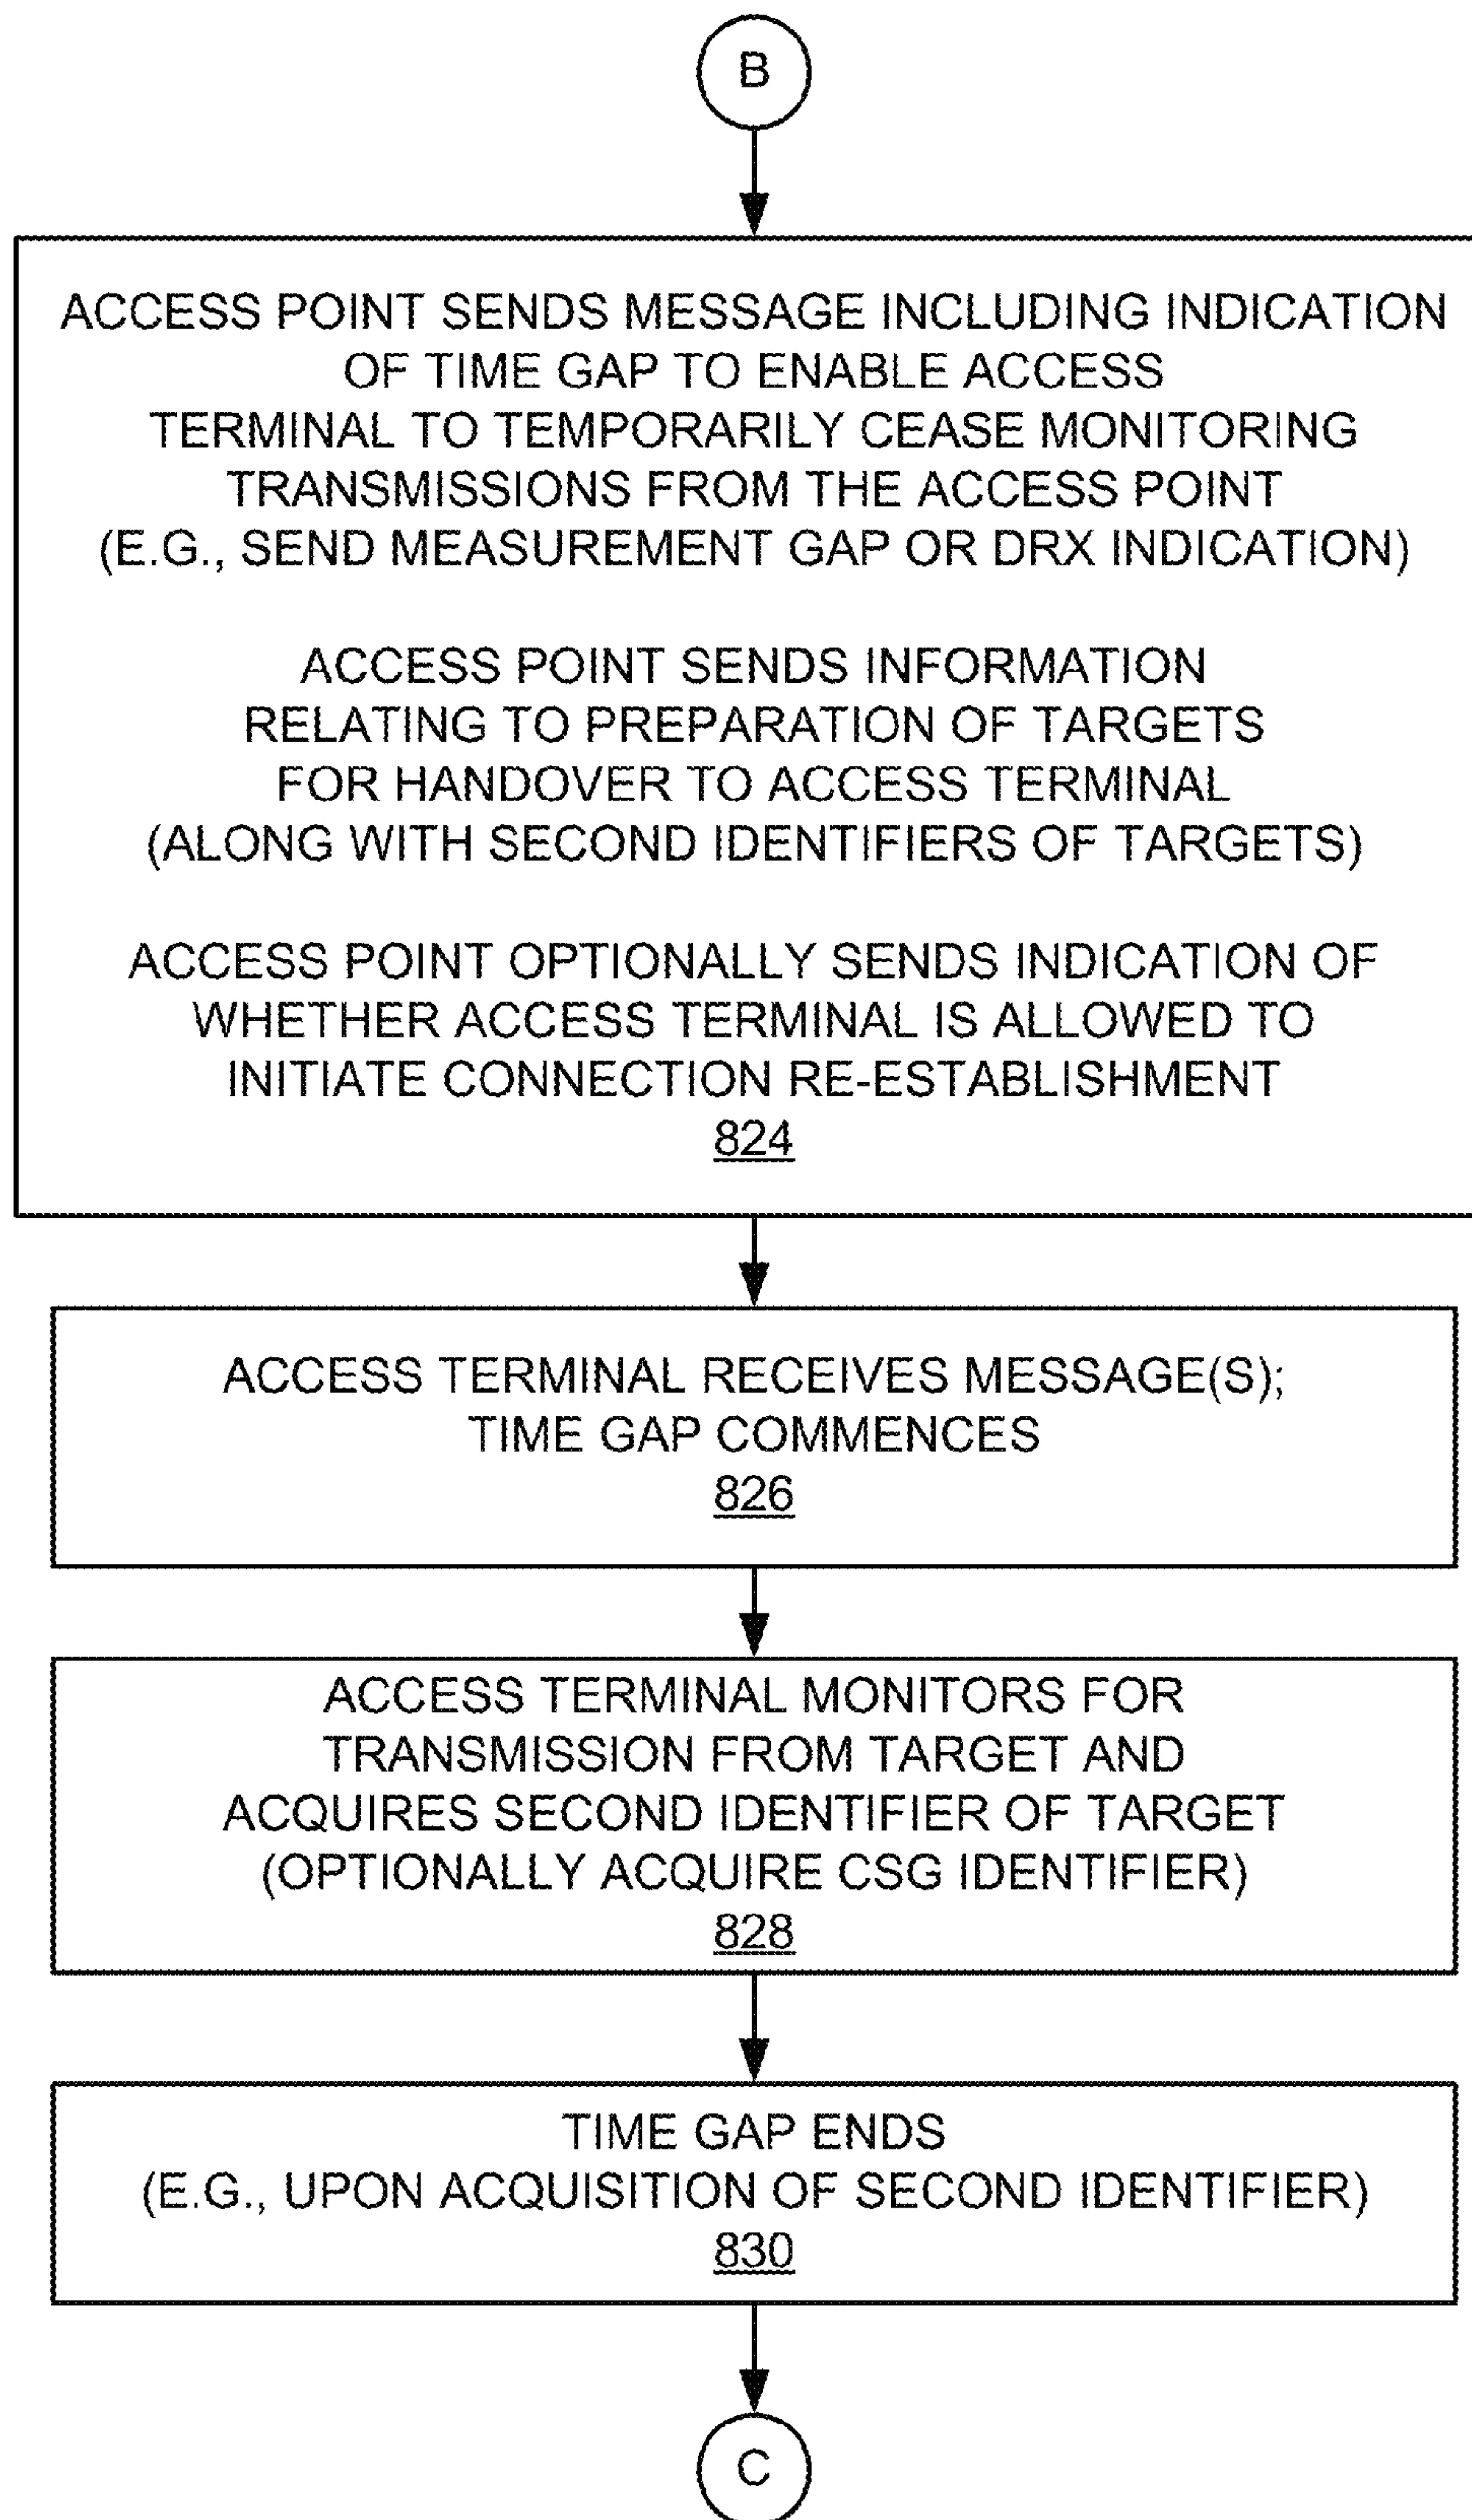 B
ACCESS POINT SENDS MESSAGE INCLUDING INDICATION
OF TIME GAP TO ENABLE ACCESS
TERMINAL TO TEMPORARILY CEASE MONITORING
TRANSMISSIONS FROM THE ACCESS POINT
(E.G., SEND MEASUREMENT GAP OR DRX INDICATION)
ACCESS POINT SENDS INFORMATION
RELATING TO PREPARATION OF TARGETS
FOR HANDOVER TO ACCESS TERMINAL
(ALONG WITH SECOND IDENTIFIERS OF TARGETS)
ACCESS POINT OPTIONALLY SENDS INDICATION OF
WHETHER ACCESS TERMINAL IS ALLOWED TO
INITIATE CONNECTION RE-ESTABLISHMENT
824
ACCESS TERMINAL RECEIVES MESSAGE(S);
TIME GAP COMMENCES
826
ACCESS TERMINAL MONITORS FOR
TRANSMISSION FROM TARGET AND
ACQUIRES SECOND IDENTIFIER OF TARGET
(OPTIONALLY ACQUIRE CSG IDENTIFIER)
828
TIME GAP ENDS
(E.G., UPON ACQUISITION OF SECOND IDENTIFIER)
830
C